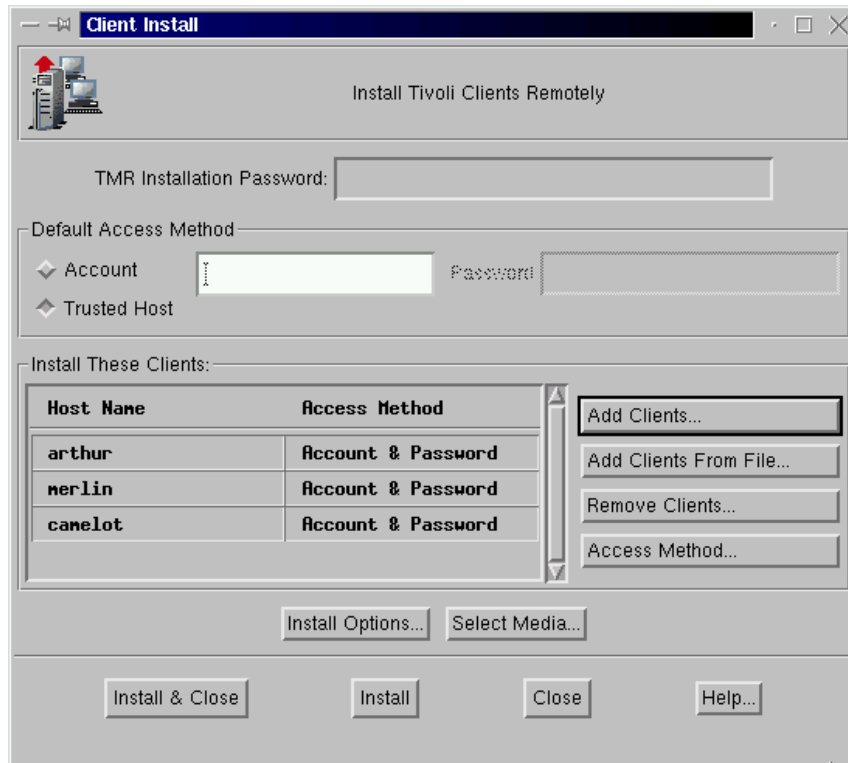 Client Install
Install Tivoli Clients Remotely
TMR Installation Password:
Default Access Method
Account
Password
Trusted Host
Install These Clients:
Host Name Access Method
arthur Account & Password
merlin Account & Password
camelot Account & Password
Add Clients...
Add Clients From File...
Remove Clients...
Access Method...
Install Options... Select Media...
Install & Close Install Close Help...